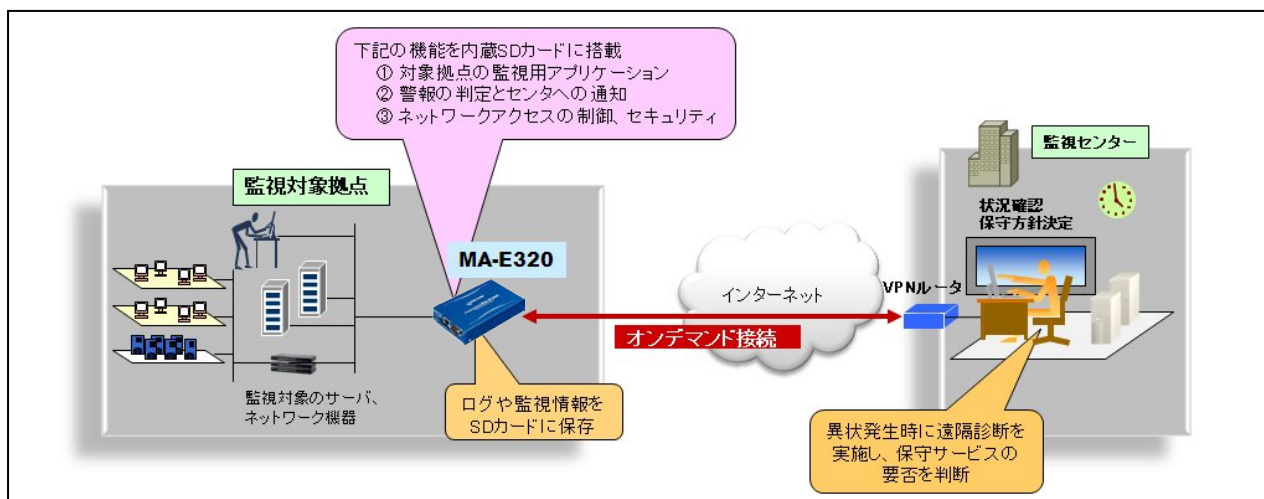 下記の機能を内蔵SDカードに搭載
① 対象拠点の監視用アプリケーション
② 警報の判定とセンタへの通知
③ ネットワークアクセスの制御、セキュリティ
監視対象拠点
MA-E320
監視対象のサーバ、
ネットワーク機器
ログや監視情報を
SDカードに保存
インターネット
オンデマンド接続
VPNルータ
監視センター
状況確認
保守方針決定
異状発生時に遠隔診断を
実施し、保守サービスの
要否を判断